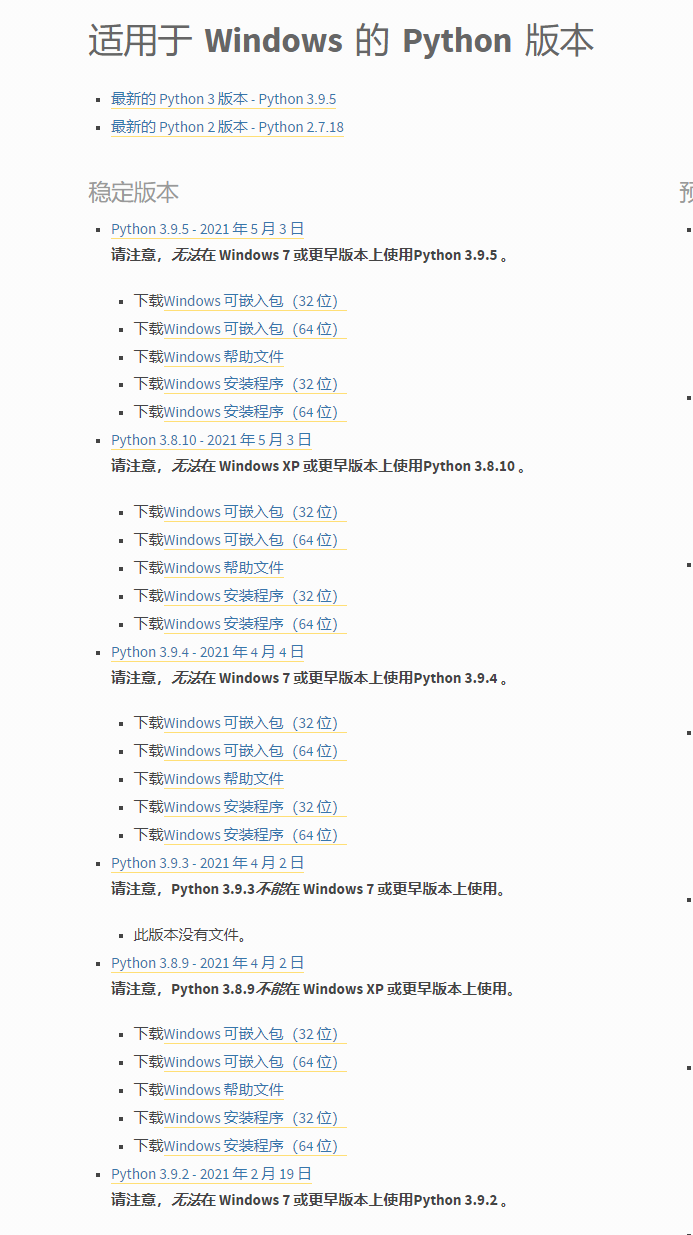 适用于 Windows 的 Python 版本
最新的 Python 3 版本 - Python 3.9.5
最新的 Python 2 版本 - Python 2.7.18
稳定版本
预
Python 3.9.5 - 2021 年 5 月 3 日
请注意，无法在 Windows 7 或更早版本上使用Python 3.9.5 。
下载Windows 可嵌入包（32 位）
下载Windows 可嵌入包（64 位）
下载Windows 帮助文件
下载Windows 安装程序（32 位）
下载Windows 安装程序（64 位）
Python 3.8.10 - 2021 年 5 月 3 日
请注意，无法在 Windows XP 或更早版本上使用Python 3.8.10 。
下载Windows 可嵌入包（32 位）
下载Windows 可嵌入包（64 位）
下载Windows 帮助文件
下载Windows 安装程序（32 位）
下载Windows 安装程序（64 位）
Python 3.9.4 - 2021 年 4 月 4 日
请注意，无法在 Windows 7 或更早版本上使用Python 3.9.4 。
下载Windows 可嵌入包（32 位）
下载Windows 可嵌入包（64 位）
下载Windows 帮助文件
下载Windows 安装程序（32 位）
下载Windows 安装程序（64 位）
Python 3.9.3 - 2021 年 4 月 2 日
请注意，Python 3.9.3不能在 Windows 7 或更早版本上使用。
此版本没有文件。
Python 3.8.9 - 2021 年 4 月 2 日
请注意，Python 3.8.9不能在 Windows XP 或更早版本上使用。
下载Windows 可嵌入包（32 位）
下载Windows 可嵌入包（64 位）
下载Windows 帮助文件
下载Windows 安装程序（32 位）
下载Windows 安装程序（64 位）
Python 3.9.2 - 2021 年 2 月 19 日
请注意，无法在 Windows 7 或更早版本上使用Python 3.9.2 。